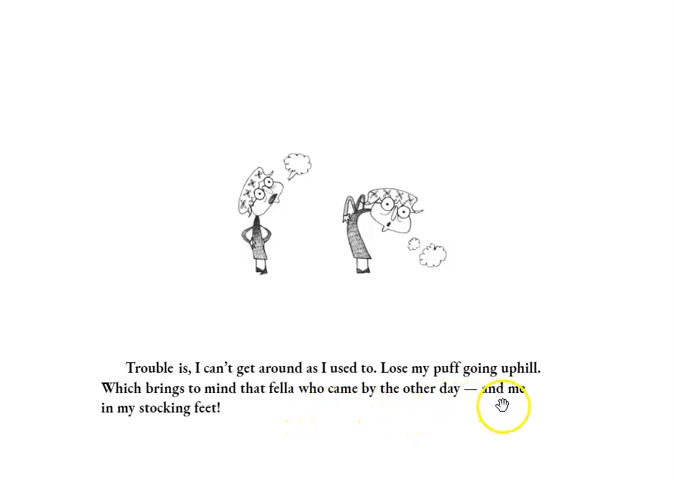 Trouble is, I can't get around as I used to. Lose my puff going uphill.
Which brings to mind that fella who came by the other day — and me
in my stocking feet!